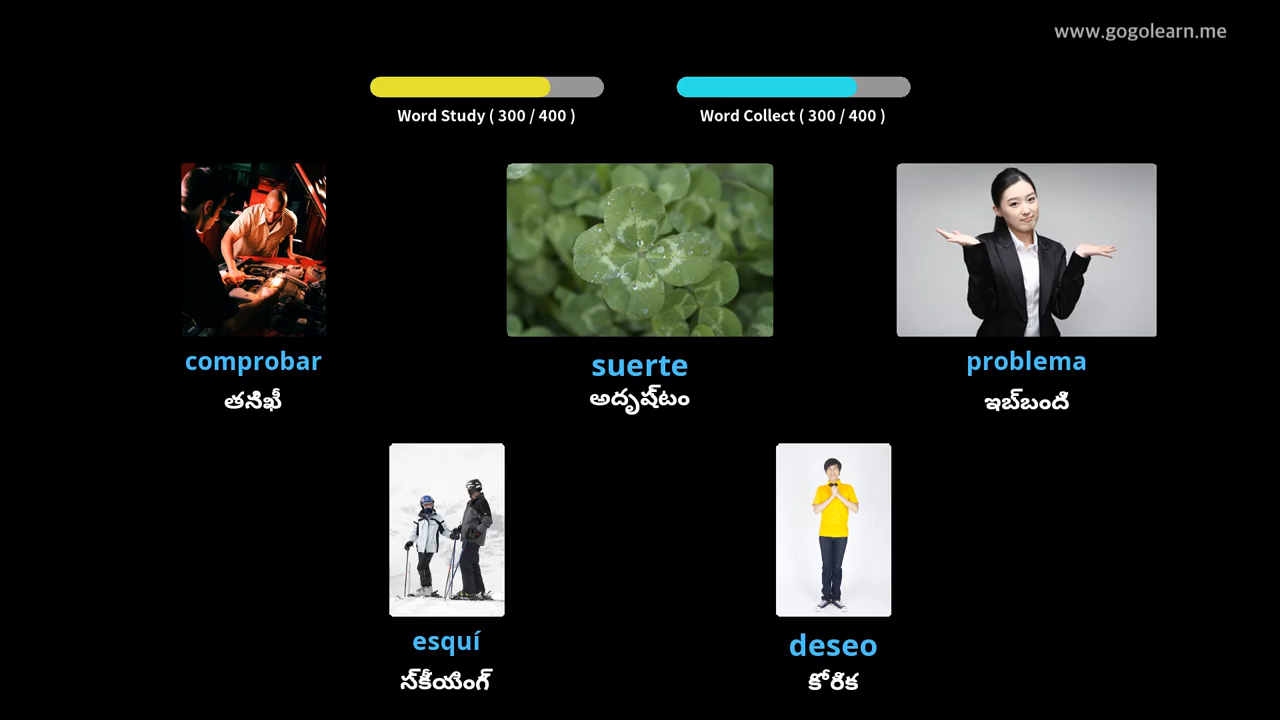 www.gogolearn.me
Word Study ( 300 / 400 )
Word Collect ( 300 / 400 )
comprobar
తనిఖీ
suerte
అదృష్టం
problema
ఇబ్బంది
esquí
స్కీయింగ్
deseo
కోరిక